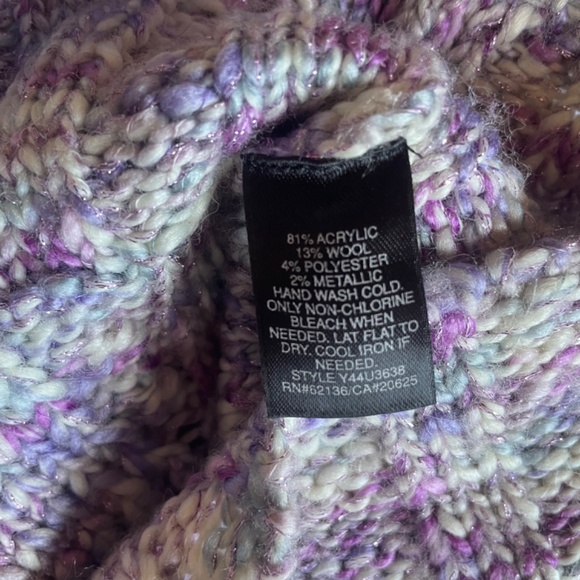 81% ACRYLIC
13% WOOL
4% POLYESTER
2% METALLIC
HAND WASH COLD.
ONLY NON-CHLORINE
BLEACH WHEN
NEEDED. LAT FLAT TO
DRY. COOL IRON IF
NEEDED.
STYLE Y44U3638
RN#62136/CA#20625